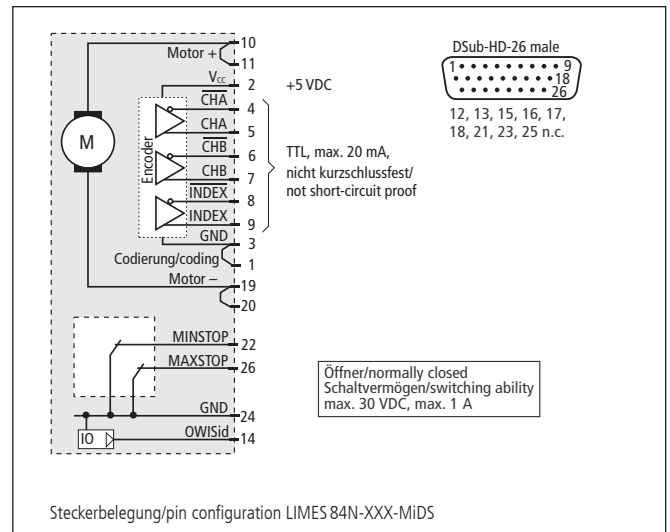 Motor + 10
11
V_CC 2 +5 VDC
C̅H̅A̅ 4
CHA 5
C̅H̅B̅ 6
CHB 7
I̅N̅D̅E̅X̅ 8
INDEX 9
GND 3
Codierung/coding 1
Motor – 19
20
M
Encoder
TTL, max. 20 mA,
nicht kurzschlussfest/
not short-circuit proof
DSub-HD-26 male
1 9
18
26
12, 13, 15, 16, 17,
18, 21, 23, 25 n.c.
MINSTOP 22
MAXSTOP 26
GND 24
IO OWISid 14
Öffner/normally closed
Schaltvermögen/switching ability
max. 30 VDC, max. 1 A
Steckerbelegung/pin configuration LIMES 84N-XXX-MiDS